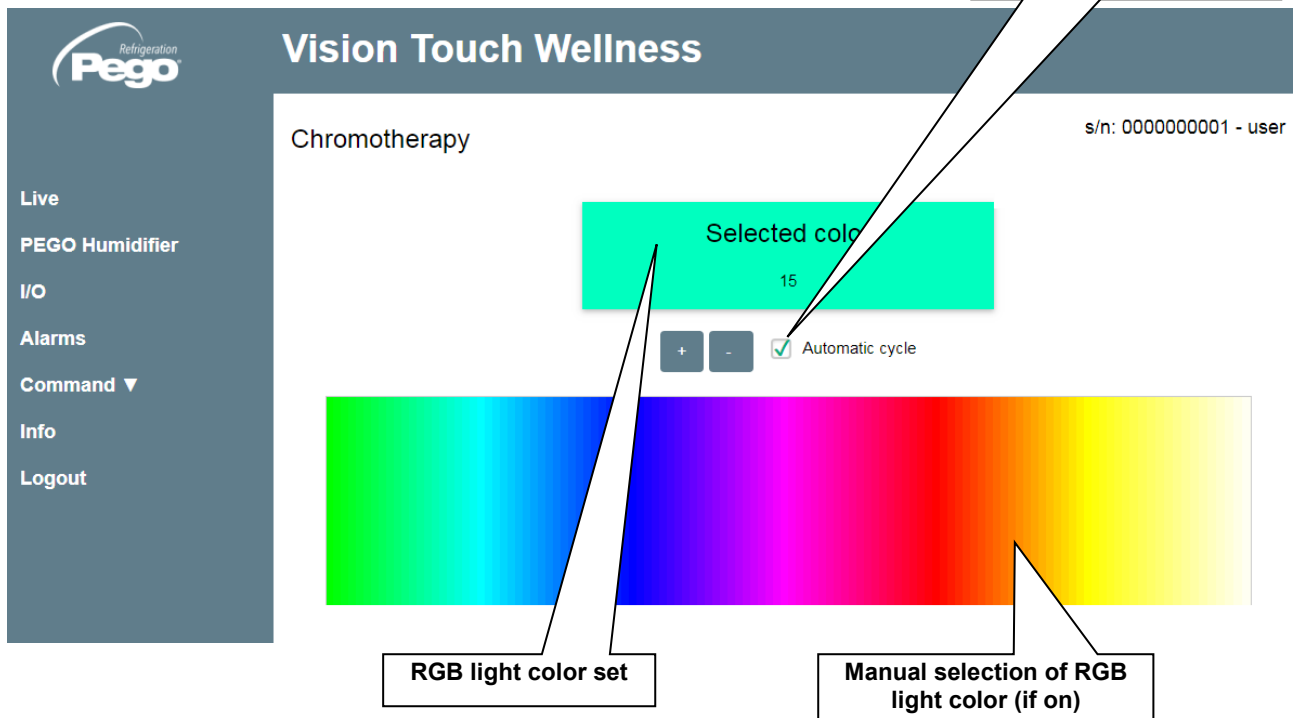 Refrigeration
Pego
Vision Touch Wellness
Chromotherapy
s/n: 0000000001 - user
Live
PEGO Humidifier
I/O
Alarms
Command ▼
Info
Logout
Selected
15
+ - Automatic cycle
RGB light color set
Manual selection of RGB
light color (if on)